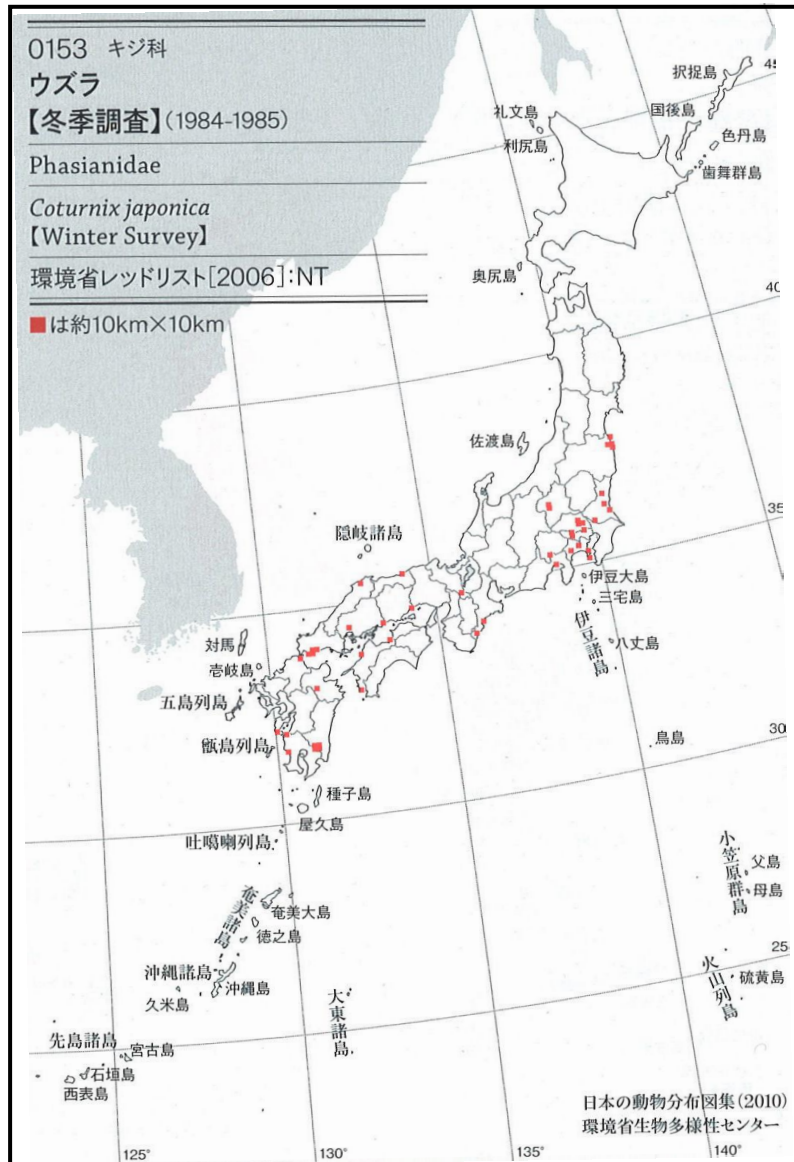 0153 キジ科
ウズラ
【冬季調査】(1984-1985)
Phasianidae
Coturnix japonica
【Winter Survey】
環境省レッドリスト[2006]:NT
■は約10km×10km
択捉島
45
礼文島
国後島
利尻島
色丹島
歯舞群島
奥尻島
40
佐渡島
35
隠岐諸島
伊豆大島
三宅島
伊豆諸島
八丈島
対馬
壱岐島
五島列島
甑島列島
鳥島
30
種子島
屋久島
吐噶喇列島
小笠原群島
父島
母島
奄美諸島
奄美大島
徳之島
25
火山列島
硫黄島
沖縄諸島
沖縄島
久米島
大東諸島
先島諸島
宮古島
石垣島
西表島
日本の動物分布図集(2010)
環境省生物多様性センター
125°
130°
135°
140°